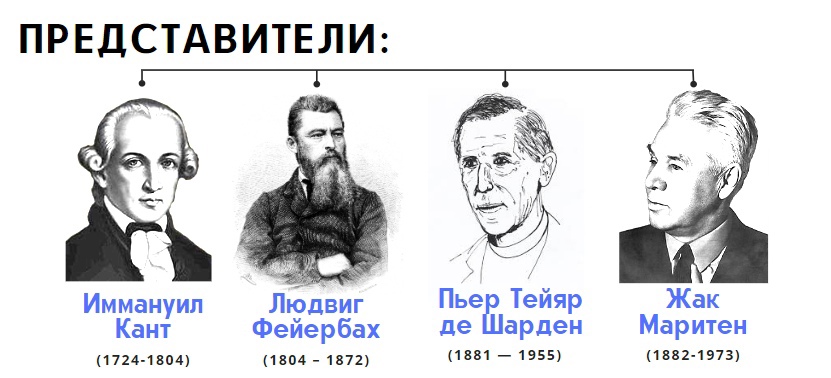 ПРЕДСТАВИТЕЛИ:
Иммануил
Кант
(1724-1804)
Людвиг
Фейербах
(1804 – 1872)
Пьер Тейяр
де Шарден
(1881 — 1955)
Жак
Маритен
(1882-1973)